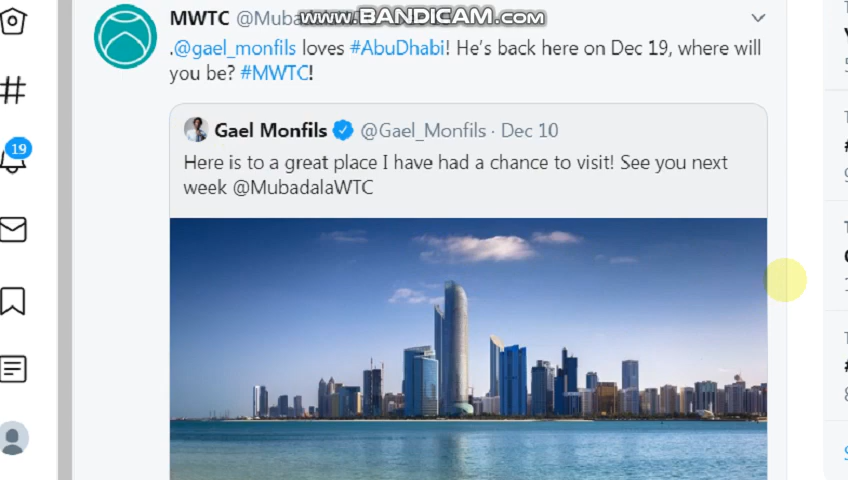 MWTC @Muba
www.BANDICAM.com
.@gael_monfils loves #AbuDhabi! He's back here on Dec 19, where will
you be? #MWTC!
Gael Monfils @Gael_Monfils · Dec 10
Here is to a great place I have had a chance to visit! See you next
week @MubadalaWTC
19